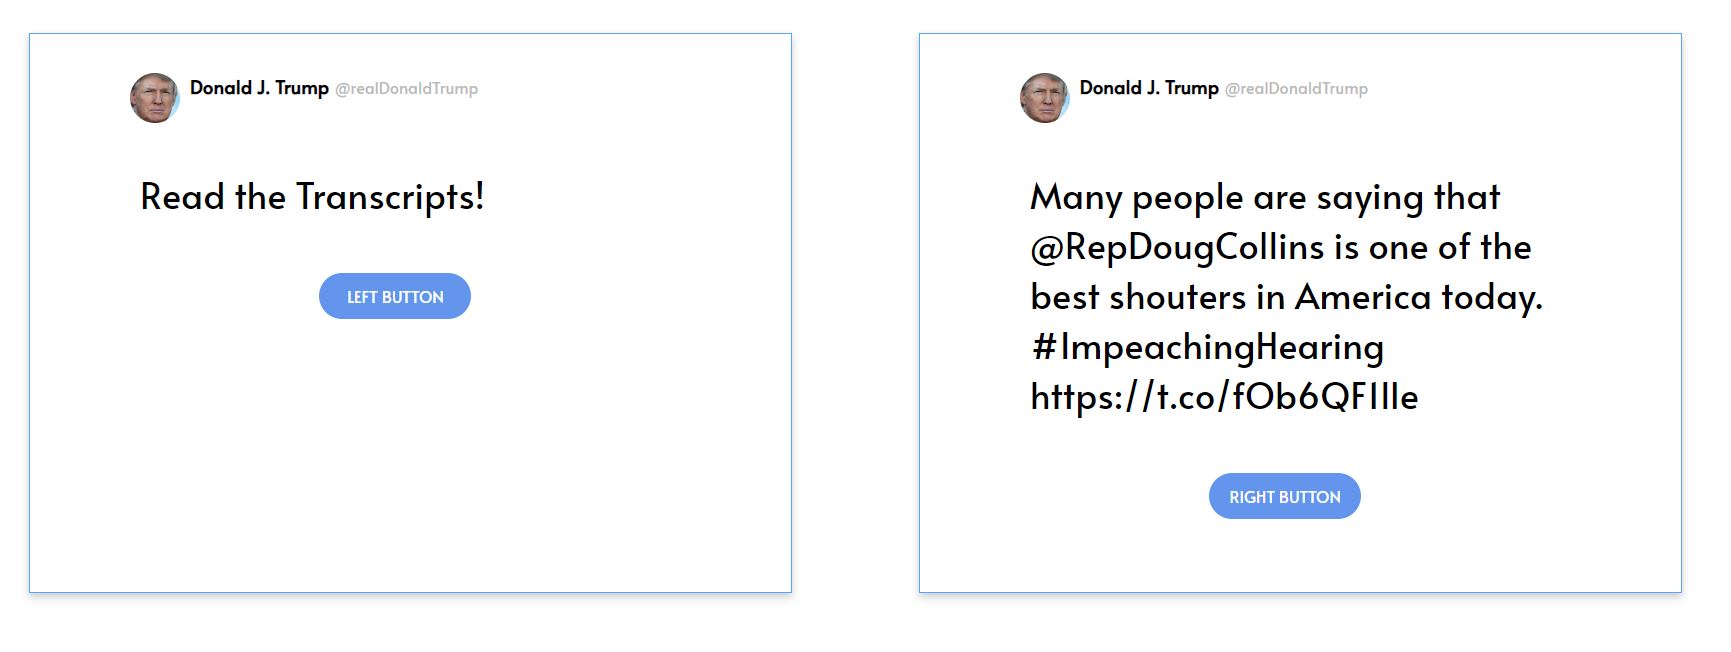 Donald J. Trump @realDonaldTrump
Read the Transcripts!
LEFT BUTTON
Donald J. Trump @realDonaldTrump
Many people are saying that
@RepDougCollins is one of the
best shouters in America today.
#ImpeachingHearing
https://t.co/fOb6QF1lle
RIGHT BUTTON